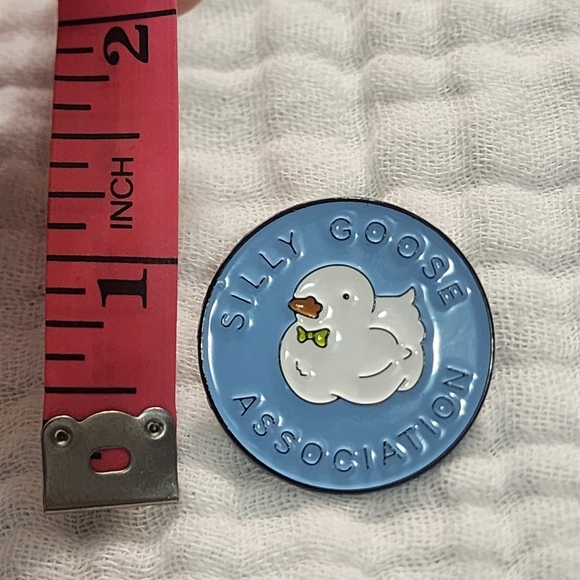 2
INCH
1
SILLY GOOSE
ASSOCIATION